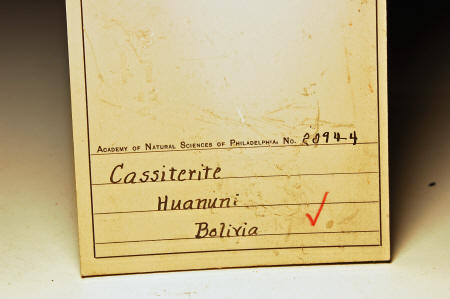 ACADEMY OF NATURAL SCIENCES OF PHILADELPHIA. NO. 20944
Cassiterite
Huanuni
Bolivia